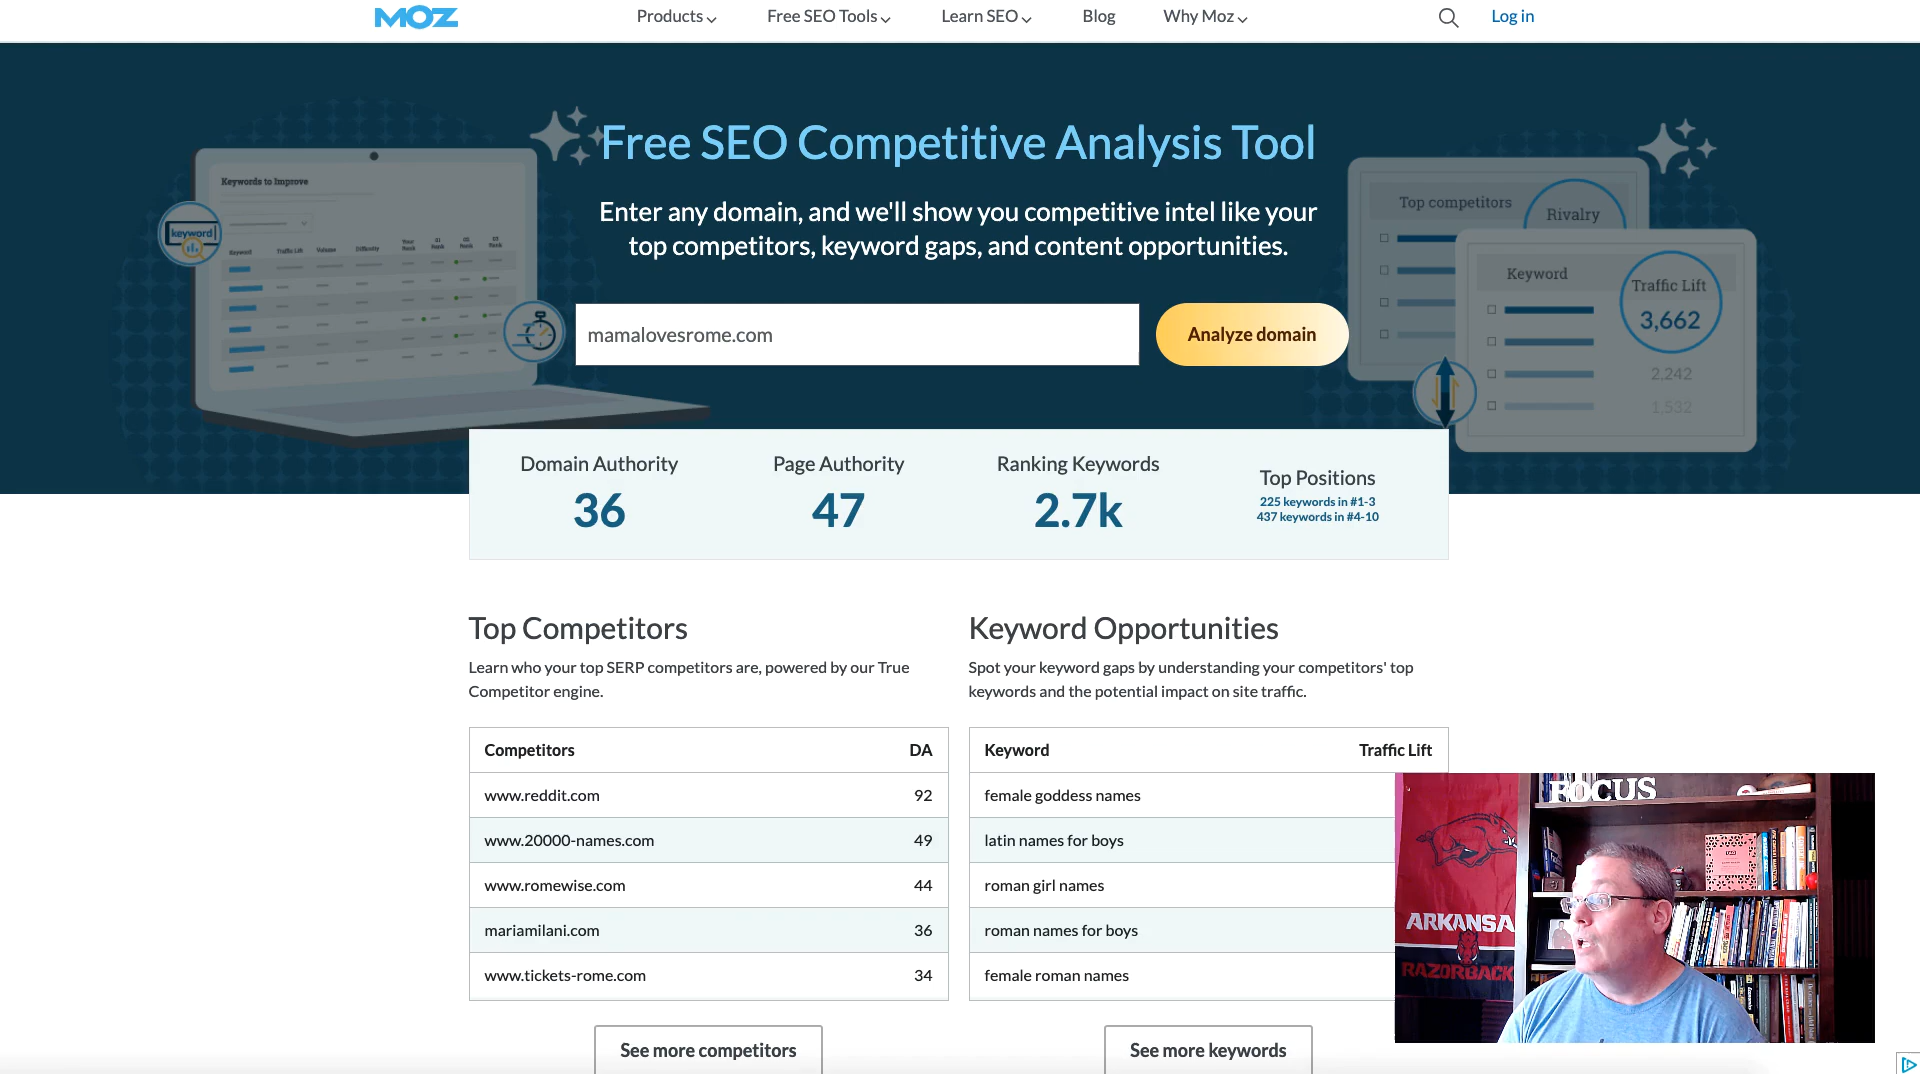 MOZ
Products
Free SEO Tools
Learn SEO
Blog
Why Moz
Log in
Free SEO Competitive Analysis Tool
Enter any domain, and we'll show you competitive intel like your
top competitors, keyword gaps, and content opportunities.
mamalovesrome.com
Analyze domain
Keywords to Improve
keyword
Keyword Traffic Lift Volume Difficulty
Top competitors
Rivalry
Keyword
Traffic Lift
3,662
2,242
1,532
Domain Authority
36
Page Authority
47
Ranking Keywords
2.7k
Top Positions
225 keywords in #1-3
437 keywords in #4-10
Top Competitors
Learn who your top SERP competitors are, powered by our True
Competitor engine.
Competitors DA
www.reddit.com 92
www.20000-names.com 49
www.romewise.com 44
mariamilani.com 36
www.tickets-rome.com 34
See more competitors
Keyword Opportunities
Spot your keyword gaps by understanding your competitors' top
keywords and the potential impact on site traffic.
Keyword Traffic Lift
female goddess names
latin names for boys
roman girl names
roman names for boys
female roman names
See more keywords
FOCUS
ARKANSA
RAZORBACK